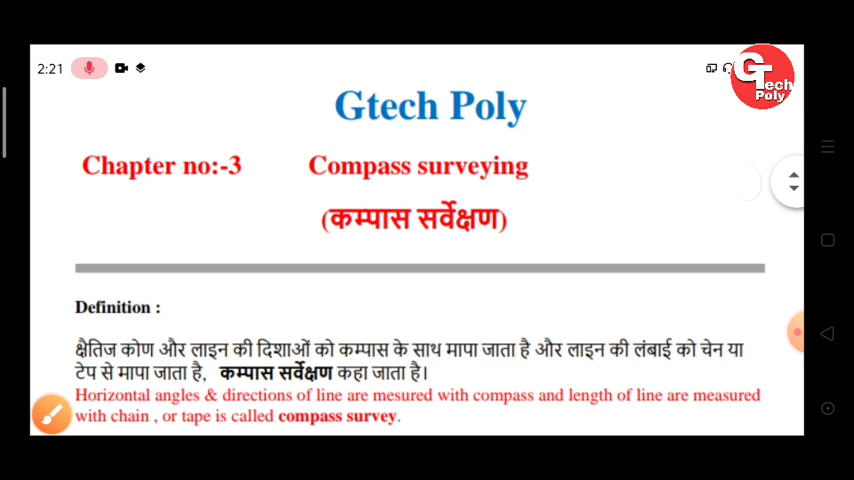 2:21
GTech
Poly
Gtech Poly
Chapter no:-3 Compass surveying
(कम्पास सर्वेक्षण)
Definition :
क्षैतिज कोण और लाइन की दिशाओं को कम्पास के साथ मापा जाता है और लाइन की लंबाई को चेन या
टेप से मापा जाता है, कम्पास सर्वेक्षण कहा जाता है।
Horizontal angles & directions of line are mesured with compass and length of line are measured
with chain , or tape is called compass survey.